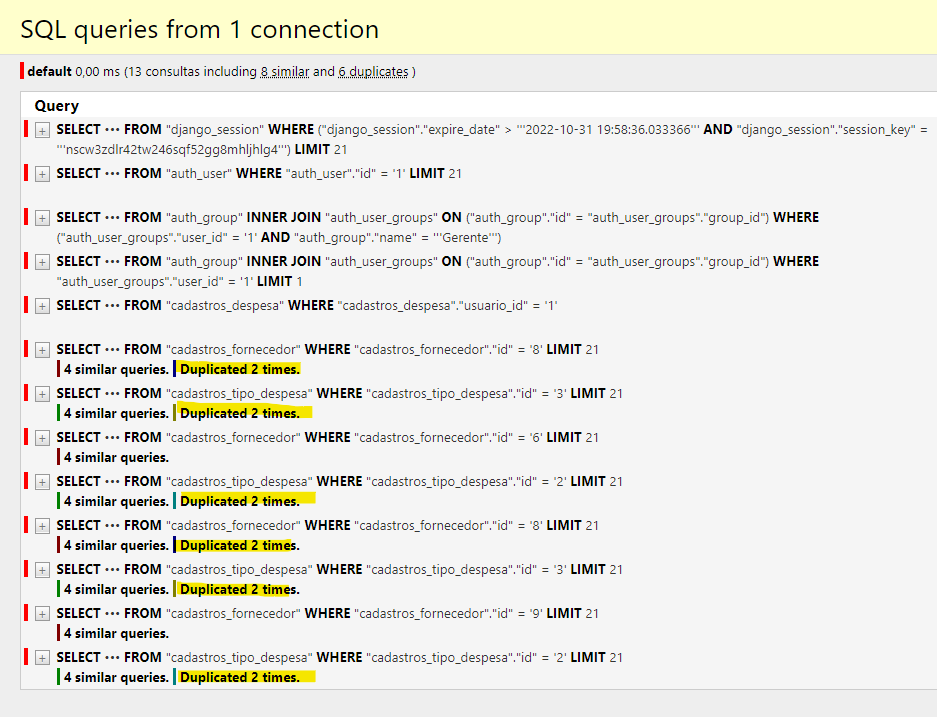 SQL queries from 1 connection
default 0,00 ms (13 consultas including 8 similar and 6 duplicates )
Query
+ SELECT ••• FROM "django_session" WHERE ("django_session"."expire_date" > '''2022-10-31 19:58:36.033366''' AND "django_session"."session_key" =
'''nscw3zdlr42tw246sqf52gg8mhljhlg4''') LIMIT 21
+ SELECT ••• FROM "auth_user" WHERE "auth_user"."id" = '1' LIMIT 21
+ SELECT ••• FROM "auth_group" INNER JOIN "auth_user_groups" ON ("auth_group"."id" = "auth_user_groups"."group_id") WHERE
("auth_user_groups"."user_id" = '1' AND "auth_group"."name" = '''Gerente''')
+ SELECT ••• FROM "auth_group" INNER JOIN "auth_user_groups" ON ("auth_group"."id" = "auth_user_groups"."group_id") WHERE
"auth_user_groups"."user_id" = '1' LIMIT 1
+ SELECT ••• FROM "cadastros_despesa" WHERE "cadastros_despesa"."usuario_id" = '1'
+ SELECT ••• FROM "cadastros_fornecedor" WHERE "cadastros_fornecedor"."id" = '8' LIMIT 21
4 similar queries. Duplicated 2 times.
+ SELECT ••• FROM "cadastros_tipo_despesa" WHERE "cadastros_tipo_despesa"."id" = '3' LIMIT 21
4 similar queries. Duplicated 2 times.
+ SELECT ••• FROM "cadastros_fornecedor" WHERE "cadastros_fornecedor"."id" = '6' LIMIT 21
4 similar queries.
+ SELECT ••• FROM "cadastros_tipo_despesa" WHERE "cadastros_tipo_despesa"."id" = '2' LIMIT 21
4 similar queries. Duplicated 2 times.
+ SELECT ••• FROM "cadastros_fornecedor" WHERE "cadastros_fornecedor"."id" = '8' LIMIT 21
4 similar queries. Duplicated 2 times.
+ SELECT ••• FROM "cadastros_tipo_despesa" WHERE "cadastros_tipo_despesa"."id" = '3' LIMIT 21
4 similar queries. Duplicated 2 times.
+ SELECT ••• FROM "cadastros_fornecedor" WHERE "cadastros_fornecedor"."id" = '9' LIMIT 21
4 similar queries.
+ SELECT ••• FROM "cadastros_tipo_despesa" WHERE "cadastros_tipo_despesa"."id" = '2' LIMIT 21
4 similar queries. Duplicated 2 times.